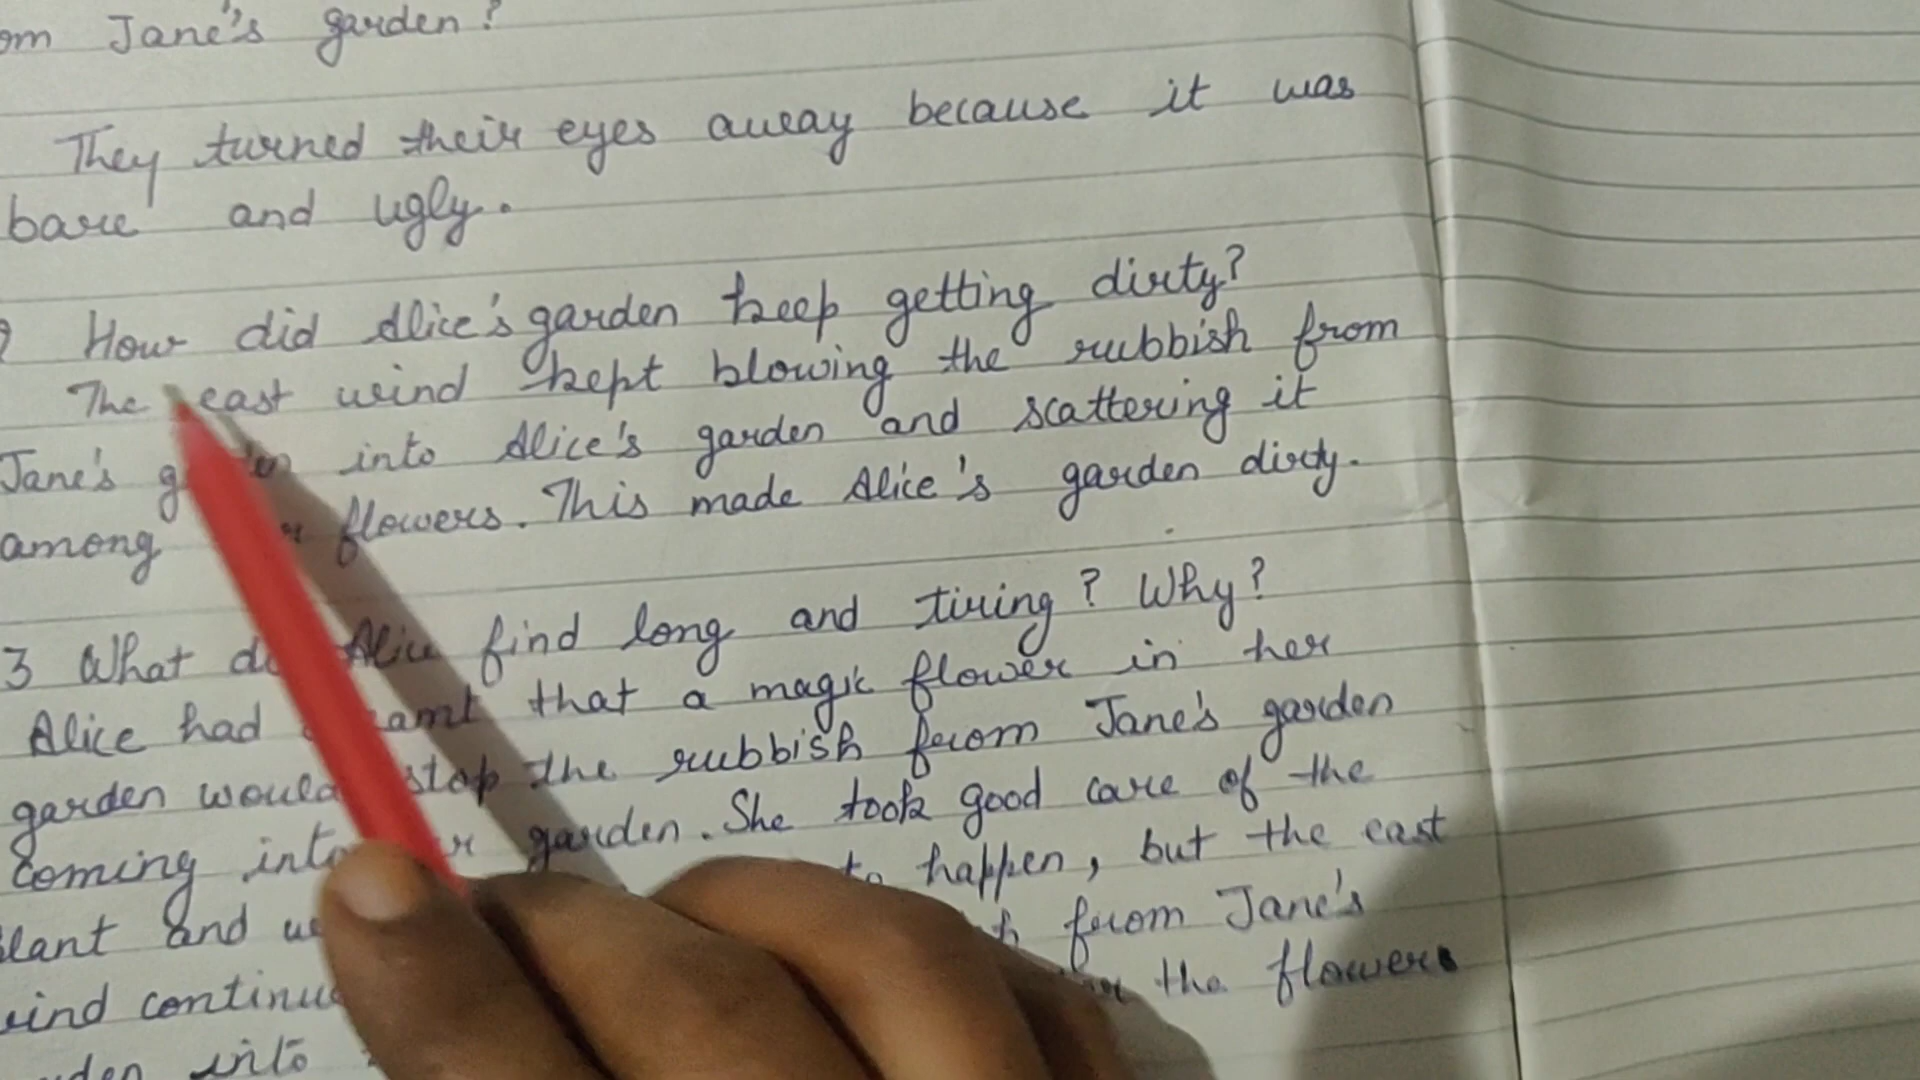 Jane's garden?
They turned their eyes away because it was
bare and ugly.
How did Alice's garden keep getting dirty?
The east wind kept blowing the rubbish from
Jane's into Alice's garden and scattering it
among flowers. This made Alice's garden dirty.
3 What Alice find long and tiring? Why?
Alice had that a magic flower in her
garden would stop the rubbish from Jane's garden
coming into garden. She took good care of the
and to happen, but the east
from Jane's
the flowers
into